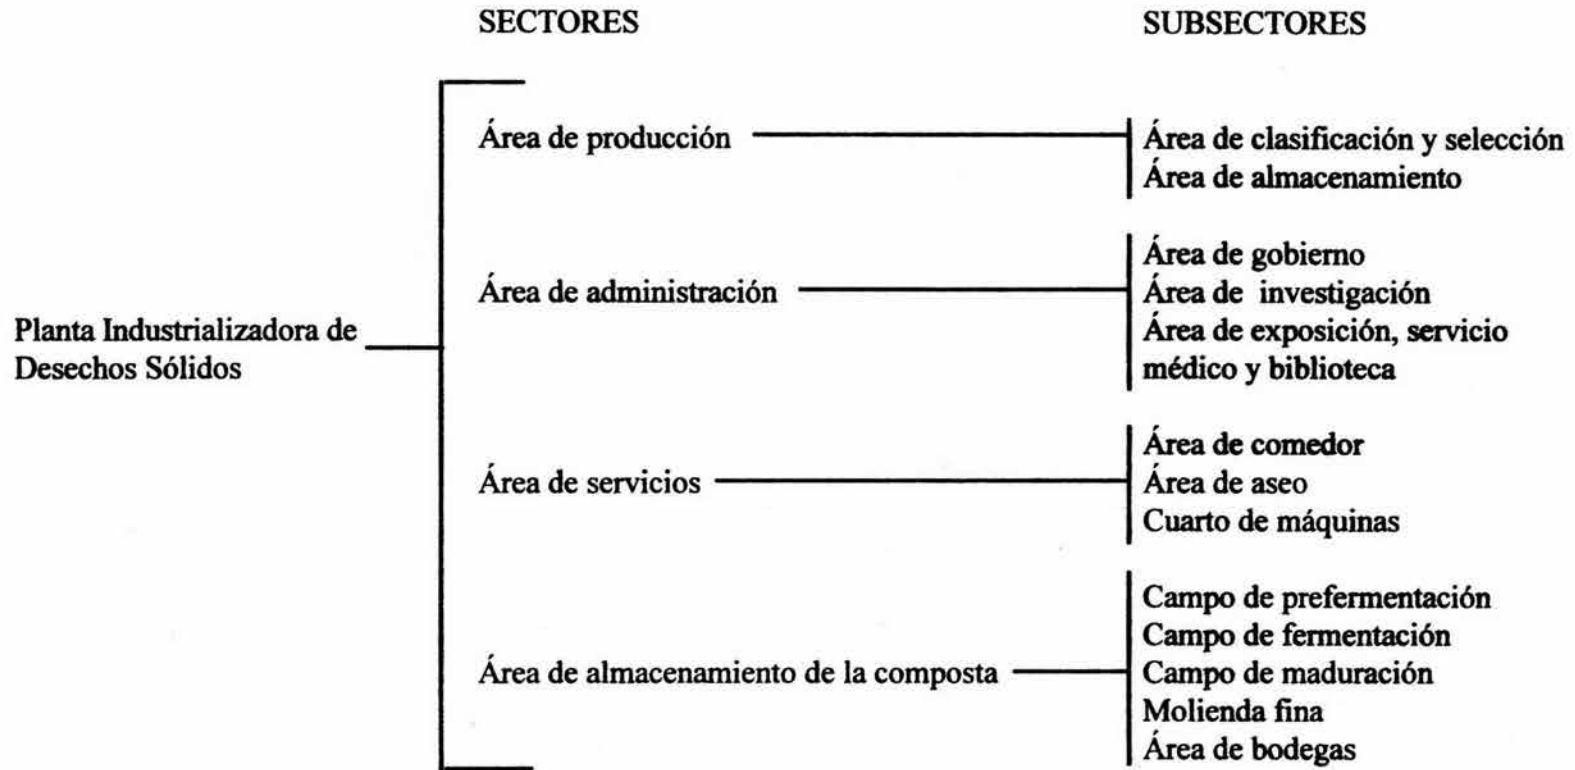 SECTORES
SUBSECTORES
Planta Industrializadora de
Desechos Sólidos
Área de producción
Área de clasificación y selección
Área de almacenamiento
Área de administración
Área de gobierno
Área de investigación
Área de exposición, servicio
médico y biblioteca
Área de servicios
Área de comedor
Área de aseo
Cuarto de máquinas
Área de almacenamiento de la composta
Campo de prefermentación
Campo de fermentación
Campo de maduración
Molienda fina
Área de bodegas